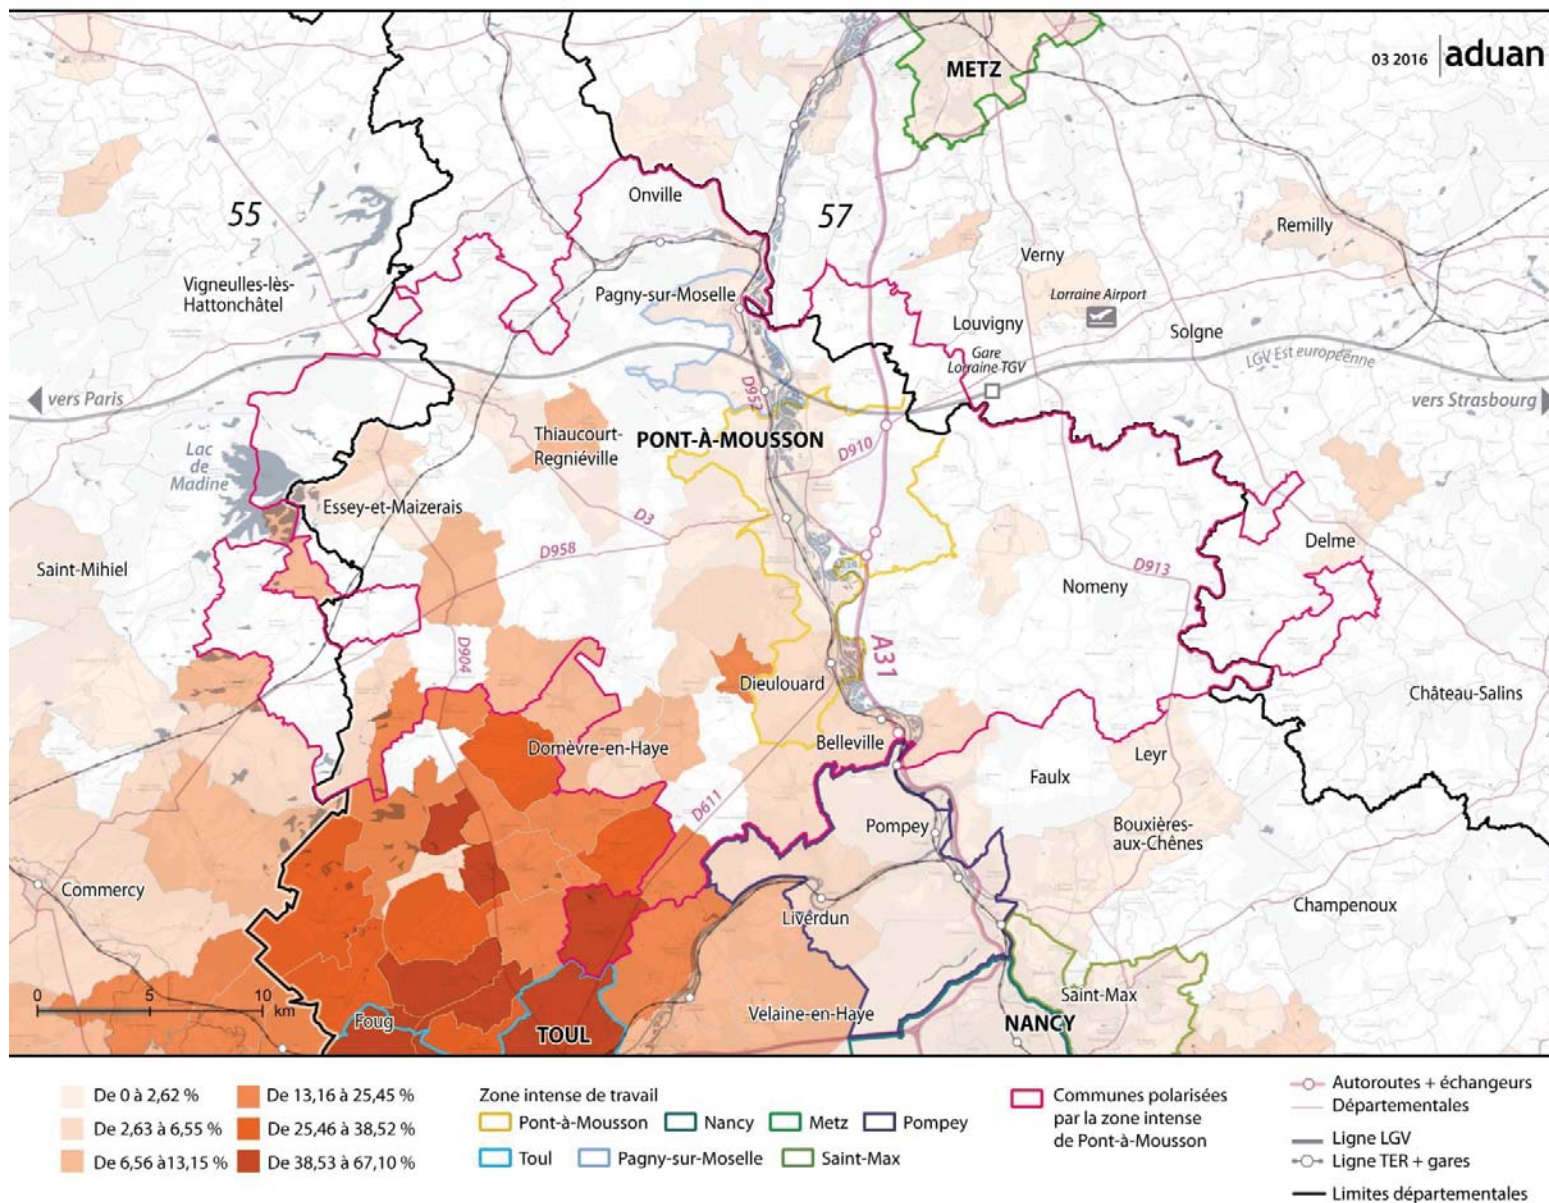 03 2016 | aduan
METZ
Onville
55
57
Remilly
Verny
Vigneulles-lès-
Hattonchâtel
Pagny-sur-Moselle
Lorraine Airport
Louvigny
Solgne
Gare
Lorraine TGV
LGV Est européenne
vers Paris
D952
vers Strasbourg
Thiaucourt-
Regniéville
PONT-À-MOUSSON
D910
Lac
de
Madine
Essey-et-Maizerais
D3
D958
Delme
Saint-Mihiel
D913
Nomeny
D904
A31
Dieulouard
Château-Salins
Domèvre-en-Haye
Belleville
Leyr
Faulx
D611
Pompey
Bouxières-
aux-Chênes
Commercy
Liverdun
Champenoux
0 5 10
km
Saint-Max
Foug
TOUL
Velaine-en-Haye
NANCY
De 0 à 2,62 %
De 2,63 à 6,55 %
De 6,56 à13,15 %
De 13,16 à 25,45 %
De 25,46 à 38,52 %
De 38,53 à 67,10 %
Zone intense de travail
Pont-à-Mousson
Nancy
Metz
Pompey
Toul
Pagny-sur-Moselle
Saint-Max
Communes polarisées
par la zone intense
de Pont-à-Mousson
Autoroutes + échangeurs
Départementales
Ligne LGV
Ligne TER + gares
Limites départementales